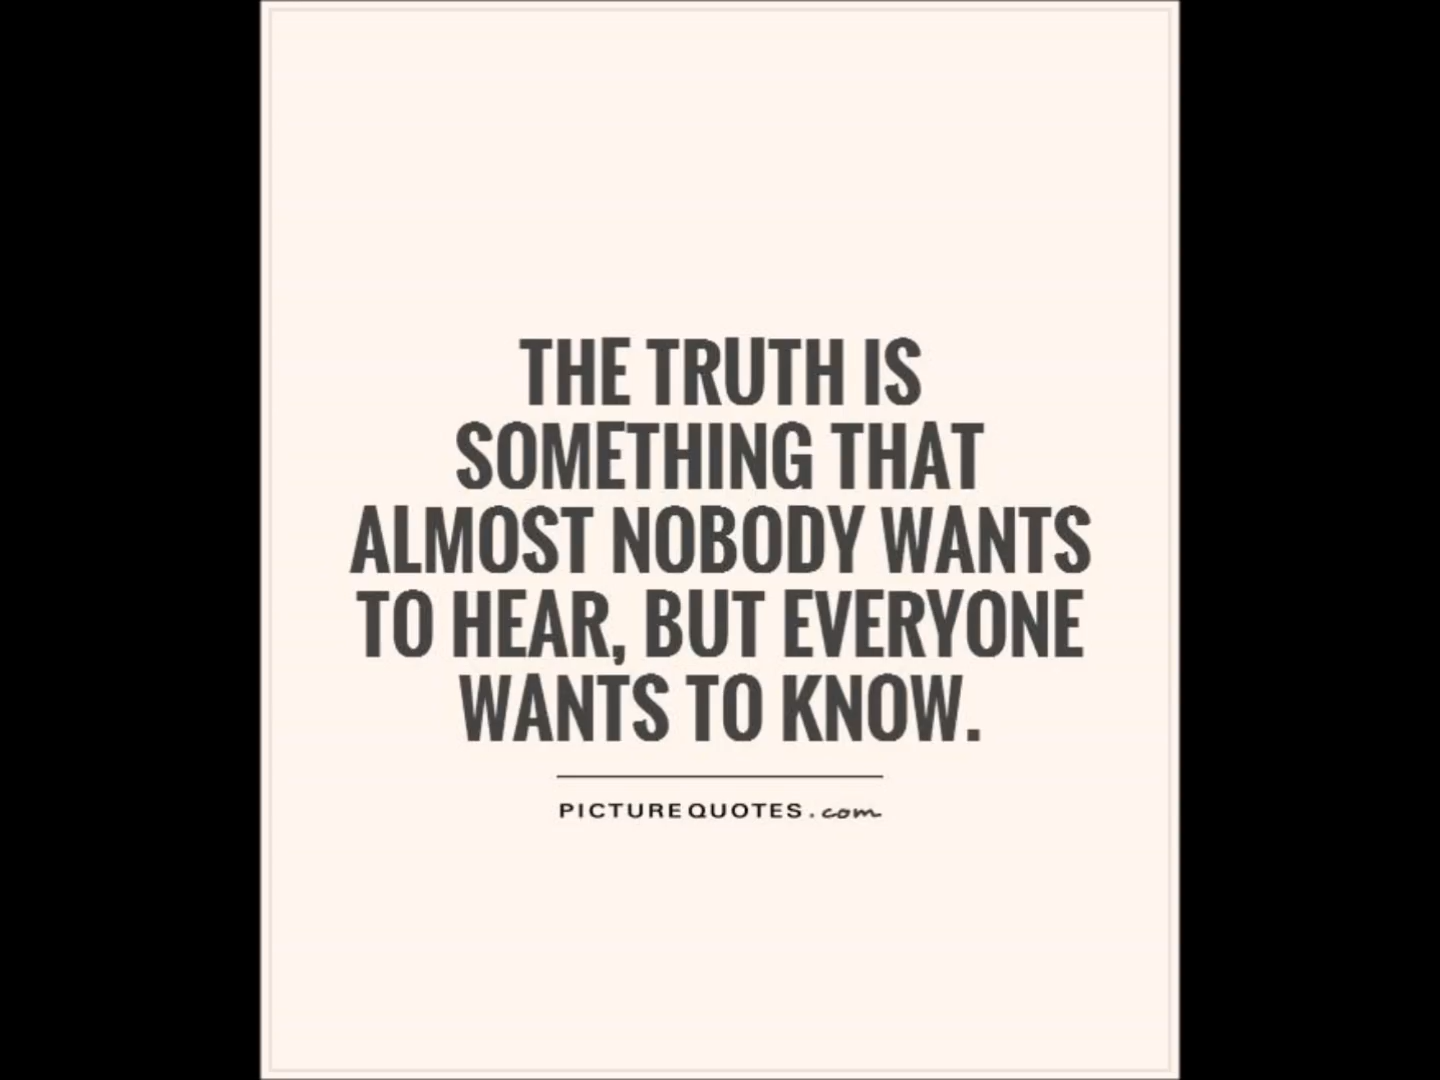 THE TRUTH IS
SOMETHING THAT
ALMOST NOBODY WANTS
TO HEAR, BUT EVERYONE
WANTS TO KNOW.
PICTUREQUOTES.com